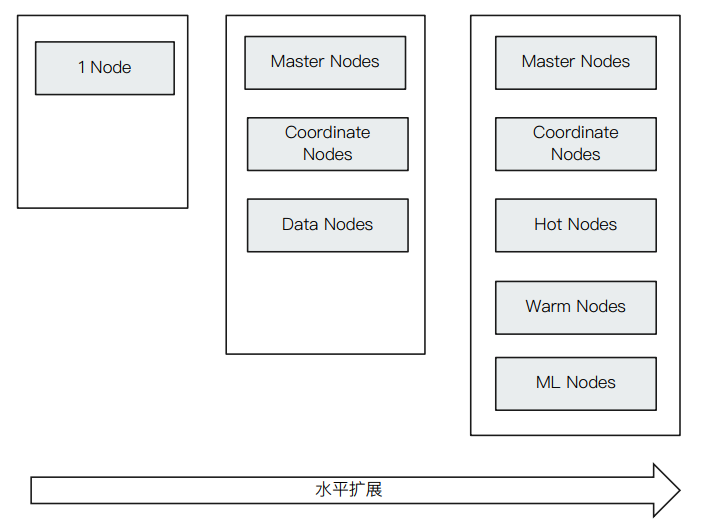 1 Node
Master Nodes
Coordinate
Nodes
Data Nodes
Master Nodes
Coordinate
Nodes
Hot Nodes
Warm Nodes
ML Nodes
水平扩展